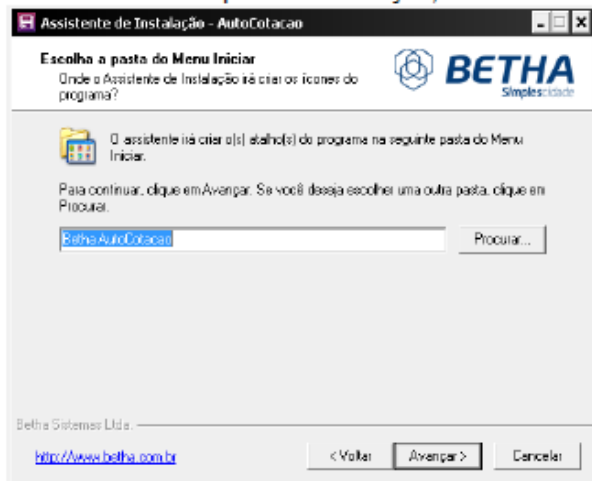 Assistente de Instalação - AutoCotacao
Escolha a pasta do Menu Iniciar
Onde o Assistente de Instalação irá criar os ícones do
programa?
BETHA
Simplescidade
O assistente irá criar o(s) atalho(s) do programa na seguinte pasta do Menu
Iniciar.
Para continuar, clique em Avançar. Se você deseja escolher uma outra pasta, clique em
Procurar.
Betha AutoCotacao
Procurar...
Betha Sistemas Ltda.
http://www.betha.com.br
< Voltar
Avançar >
Cancelar